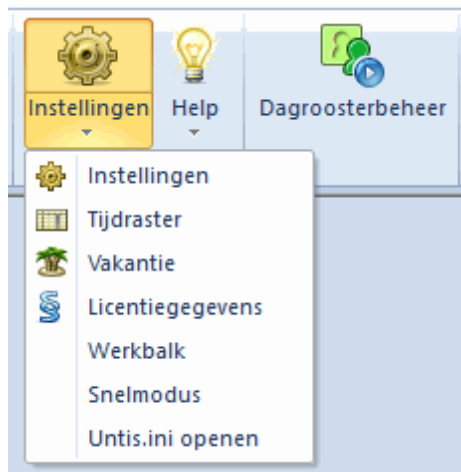 Instellingen
Help
Dagroosterbeheer
Instellingen
Tijdraster
Vakantie
Licentiegegevens
Werkbalk
Snelmodus
Untis.ini openen